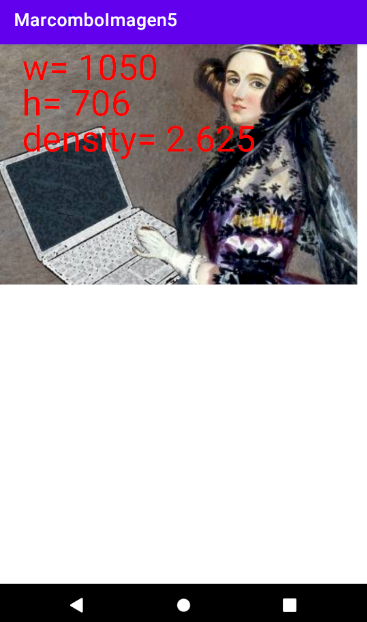 MarcomboImagen5
w= 1050
h= 706
density= 2.625